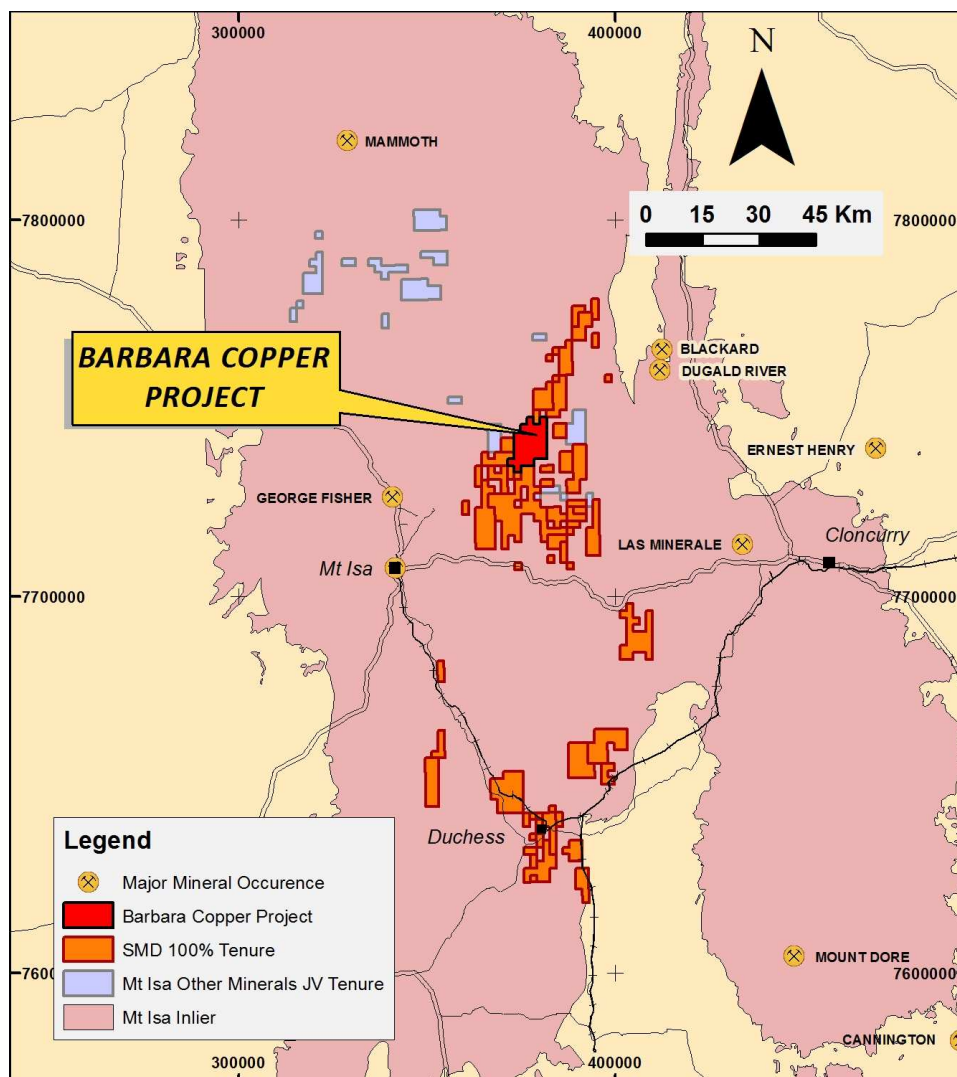 300000
400000
N
MAMMOTH
7800000
7800000
0 15 30 45 Km
BARBARA COPPER
PROJECT
BLACKARD
DUGALD RIVER
ERNEST HENRY
GEORGE FISHER
LAS MINERALE
Cloncurry
Mt Isa
7700000
7700000
Duchess
Legend
Major Mineral Occurence
Barbara Copper Project
SMD 100% Tenure
Mt Isa Other Minerals JV Tenure
Mt Isa Inlier
MOUNT DORE
7600000
7600000
CANNINGTON
300000
400000